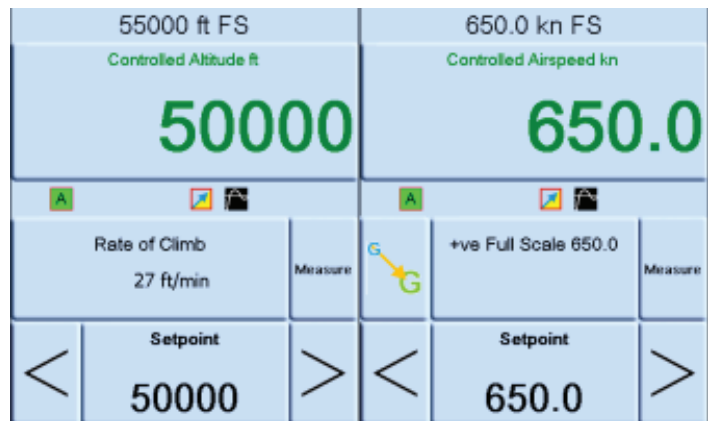 55000 ft FS
Controlled Altitude ft
50000
A
Rate of Climb
27 ft/min
Measure
<
Setpoint
50000
>
650.0 kn FS
Controlled Airspeed kn
650.0
A
G
G
+ve Full Scale 650.0
Measure
<
Setpoint
650.0
>